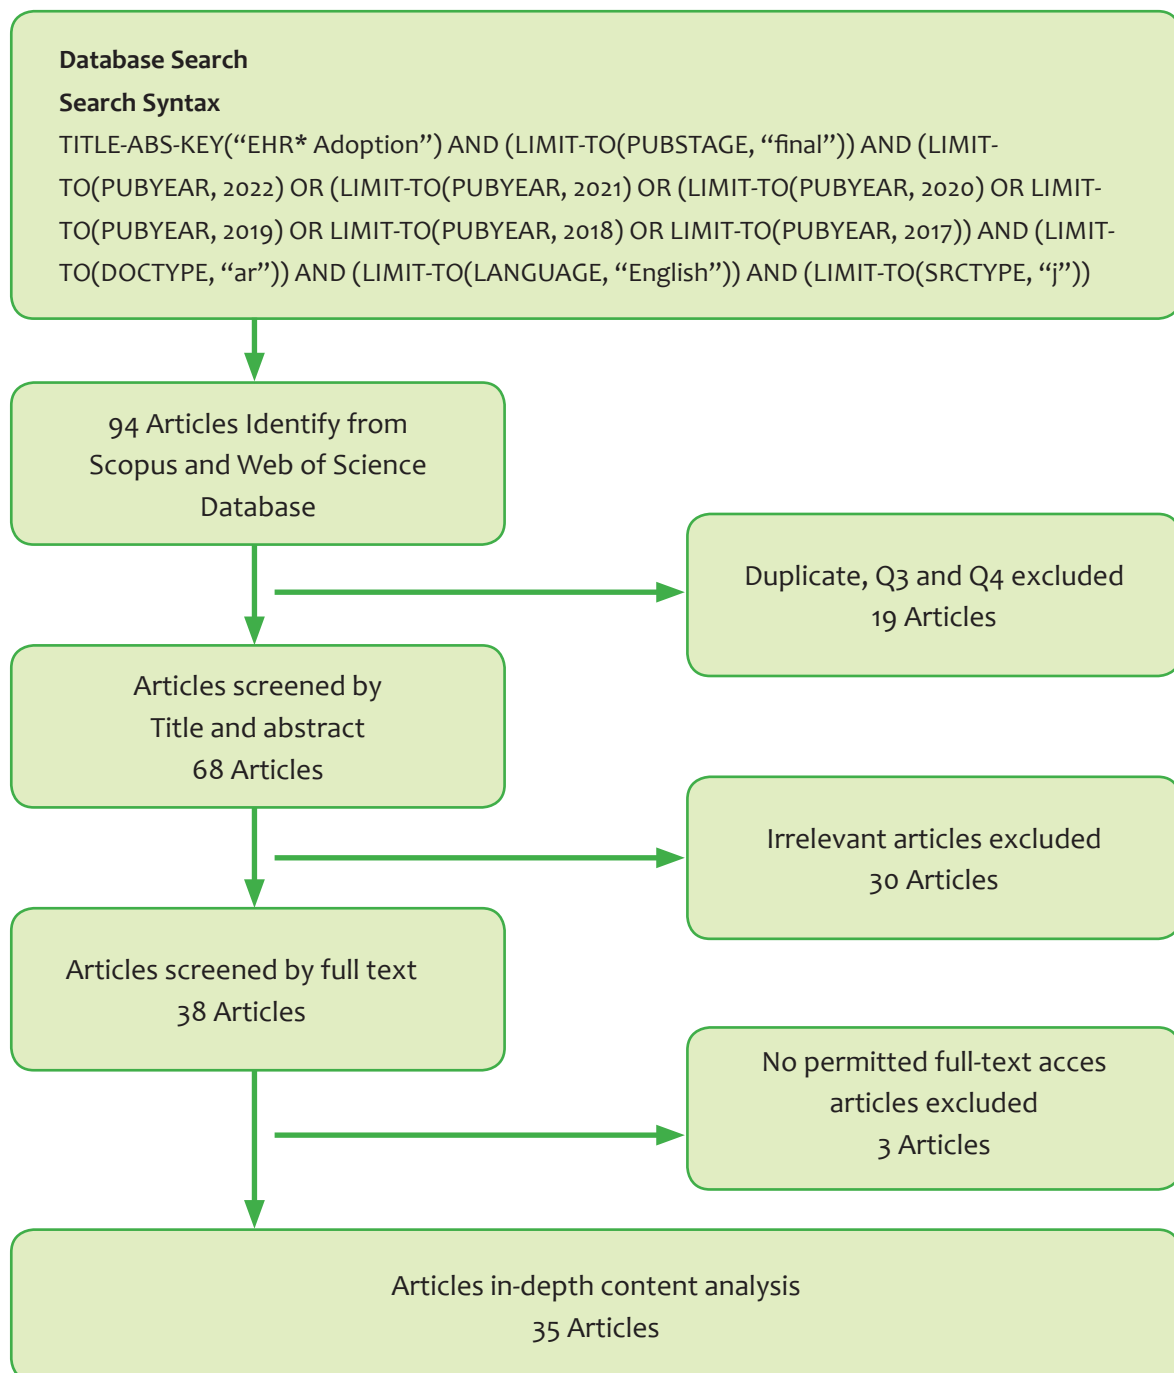 Database Search
Search Syntax
TITLE-ABS-KEY(“EHR* Adoption”) AND (LIMIT-TO(PUBSTAGE, “final”)) AND (LIMIT-
TO(PUBYEAR, 2022) OR (LIMIT-TO(PUBYEAR, 2021) OR (LIMIT-TO(PUBYEAR, 2020) OR LIMIT-
TO(PUBYEAR, 2019) OR LIMIT-TO(PUBYEAR, 2018) OR LIMIT-TO(PUBYEAR, 2017)) AND (LIMIT-
TO(DOCTYPE, “ar”)) AND (LIMIT-TO(LANGUAGE, “English”)) AND (LIMIT-TO(SRCTYPE, “j”))
94 Articles Identify from
Scopus and Web of Science
Database
Duplicate, Q3 and Q4 excluded
19 Articles
Articles screened by
Title and abstract
68 Articles
Irrelevant articles excluded
30 Articles
Articles screened by full text
38 Articles
No permitted full-text acces
articles excluded
3 Articles
Articles in-depth content analysis
35 Articles